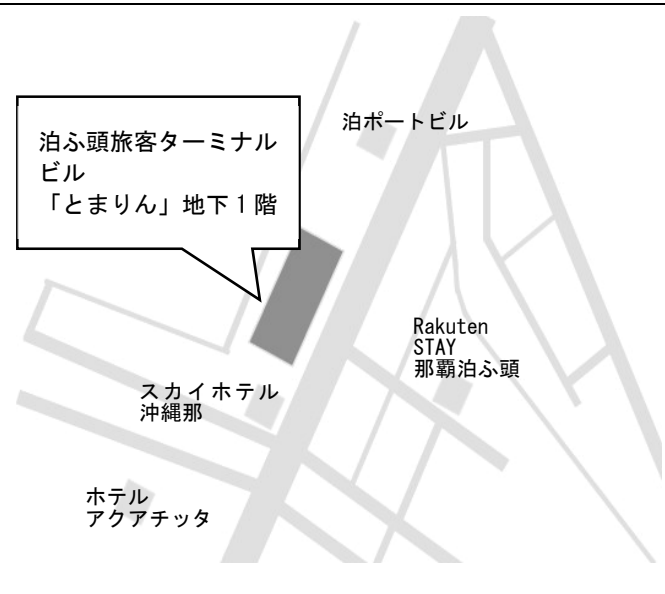 泊ポートビル
泊ふ頭旅客ターミナル
ビル
「とまりん」地下１階
Rakuten
STAY
那覇泊ふ頭
スカイホテル
沖縄那
ホテル
アクアチッタ